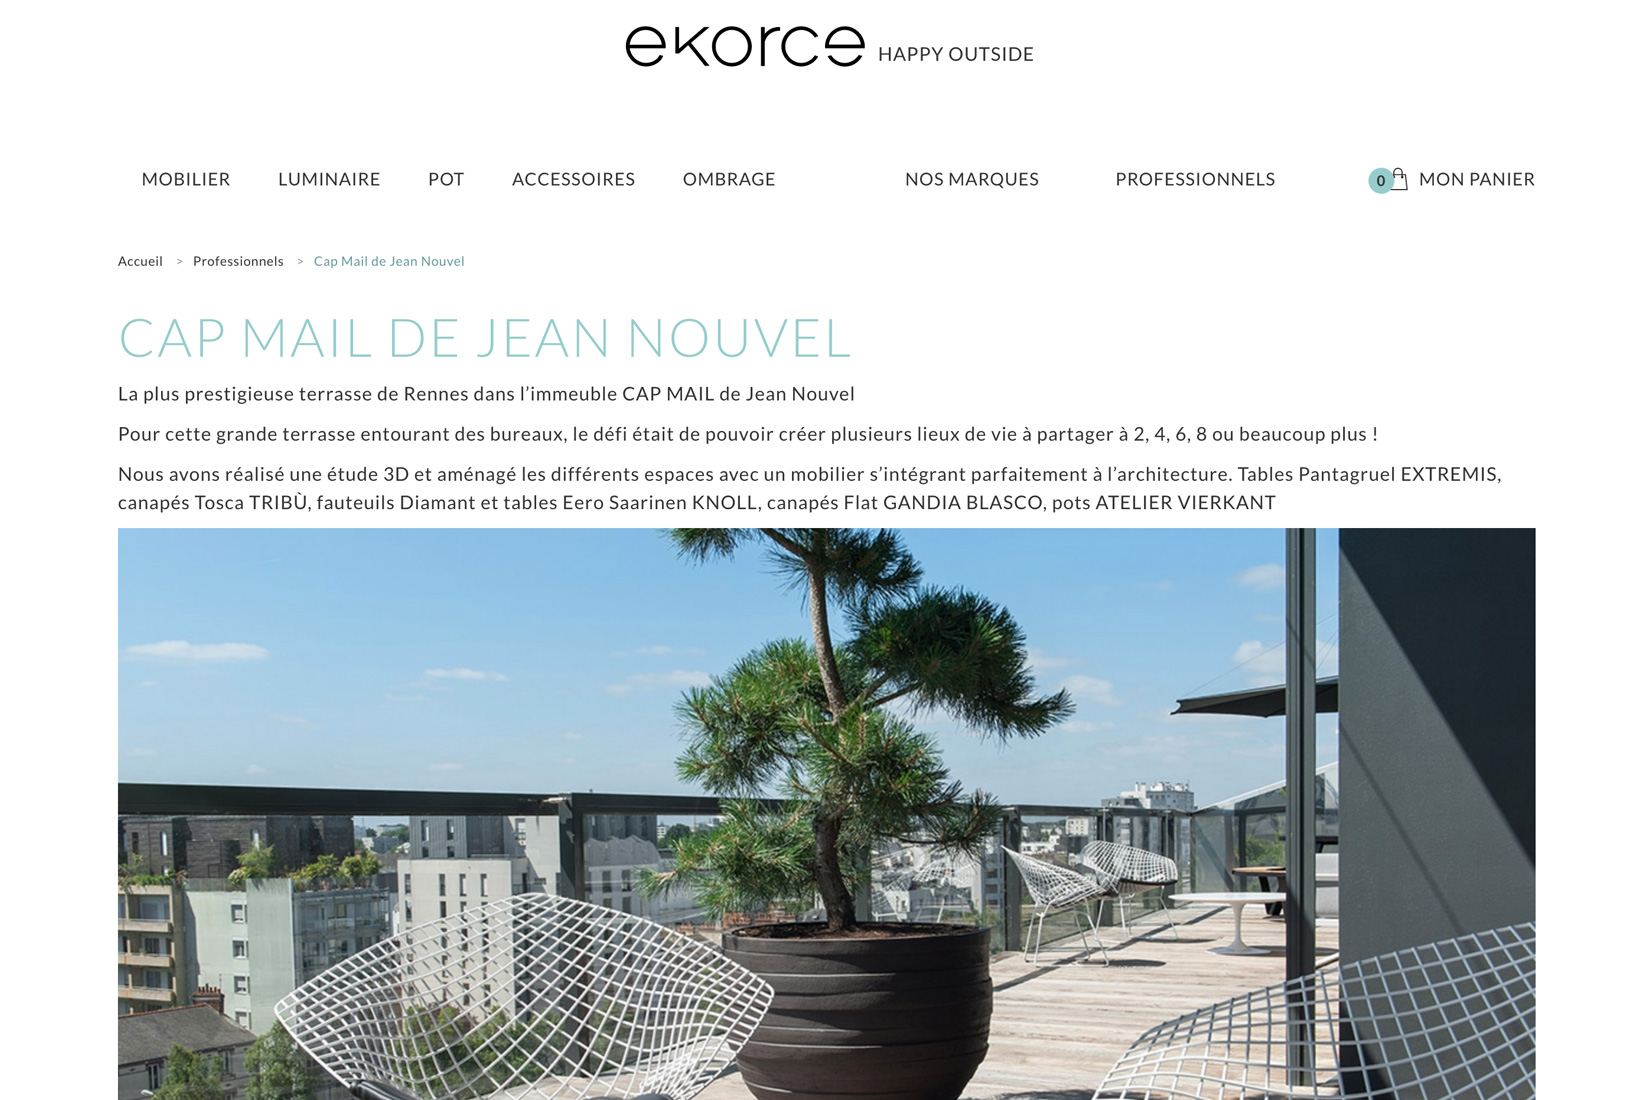 ekorce HAPPY OUTSIDE
MOBILIER LUMINAIRE POT ACCESSOIRES OMBRAGE NOS MARQUES PROFESSIONNELS 0 MON PANIER
Accueil > Professionnels > Cap Mail de Jean Nouvel
CAP MAIL DE JEAN NOUVEL
La plus prestigieuse terrasse de Rennes dans l’immeuble CAP MAIL de Jean Nouvel
Pour cette grande terrasse entourant des bureaux, le défi était de pouvoir créer plusieurs lieux de vie à partager à 2, 4, 6, 8 ou beaucoup plus !
Nous avons réalisé une étude 3D et aménagé les différents espaces avec un mobilier s’intégrant parfaitement à l’architecture. Tables Pantagruel EXTREMIS,
canapés Tosca TRIBÙ, fauteuils Diamant et tables Eero Saarinen KNOLL, canapés Flat GANDIA BLASCO, pots ATELIER VIERKANT